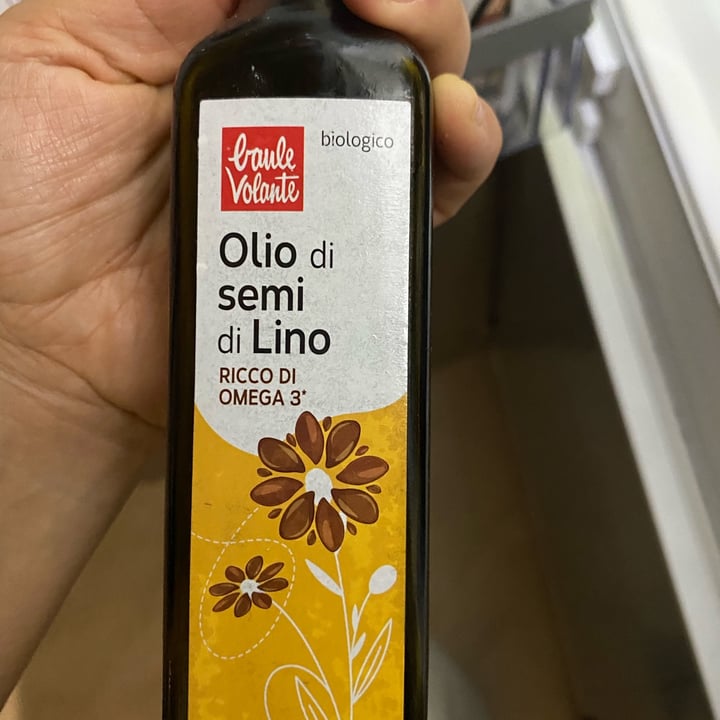 baule
volante
biologico
Olio di
semi
di Lino
RICCO DI
OMEGA 3*